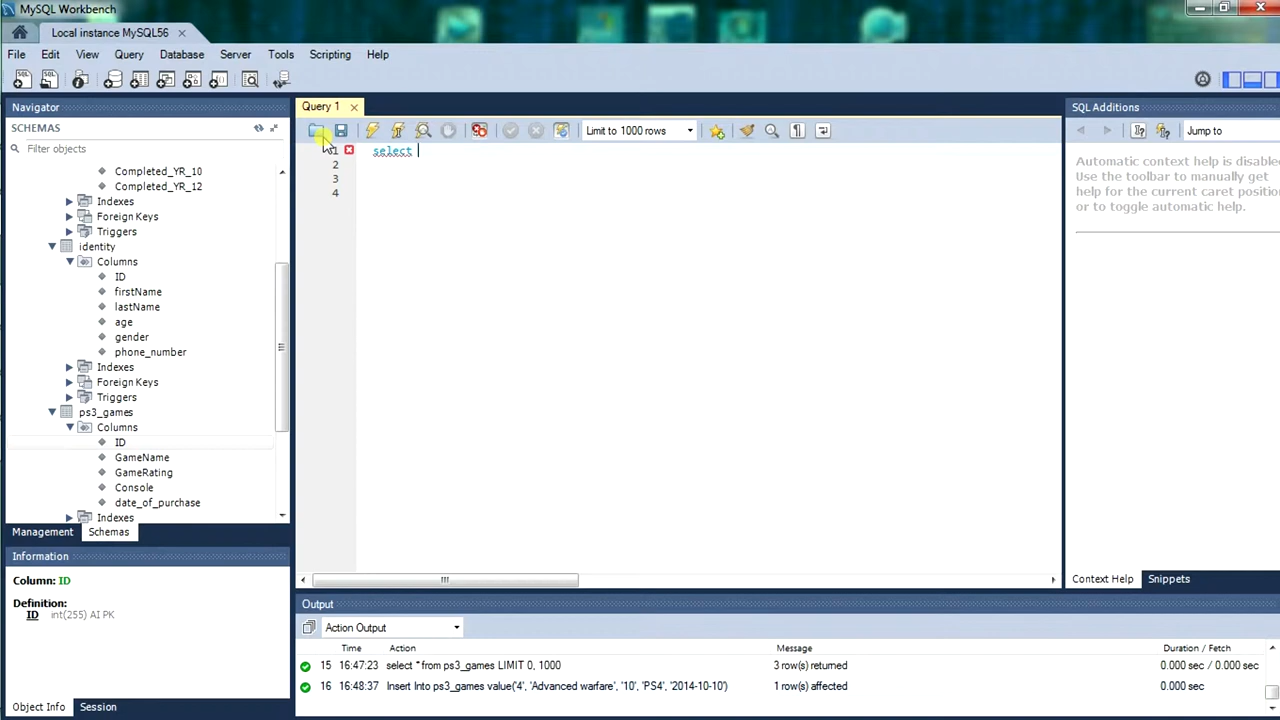 MySQL Workbench
Local instance MySQL56
File Edit View Query Database Server Tools Scripting Help
Navigator
SCHEMAS
Filter objects
Completed_YR_10
Completed_YR_12
Indexes
Foreign Keys
Triggers
identity
Columns
ID
firstName
lastName
age
gender
phone_number
Indexes
Foreign Keys
Triggers
ps3_games
Columns
ID
GameName
GameRating
Console
date_of_purchase
Indexes
Management Schemas
Information
Column: ID
Definition:
ID int(255) AI PK
Object Info Session
Query 1
Limit to 1000 rows
1 select
2
3
4
SQL Additions
Jump to
Automatic context help is disable
Use the toolbar to manually get
help for the current caret position
or to toggle automatic help.
Context Help Snippets
Output
Action Output
Time Action Message Duration / Fetch
15 16:47:23 select * from ps3_games LIMIT 0, 1000 3 row(s) returned 0.000 sec / 0.000 sec
16 16:48:37 Insert Into ps3_games value('4', 'Advanced warfare', '10', 'PS4', '2014-10-10') 1 row(s) affected 0.000 sec